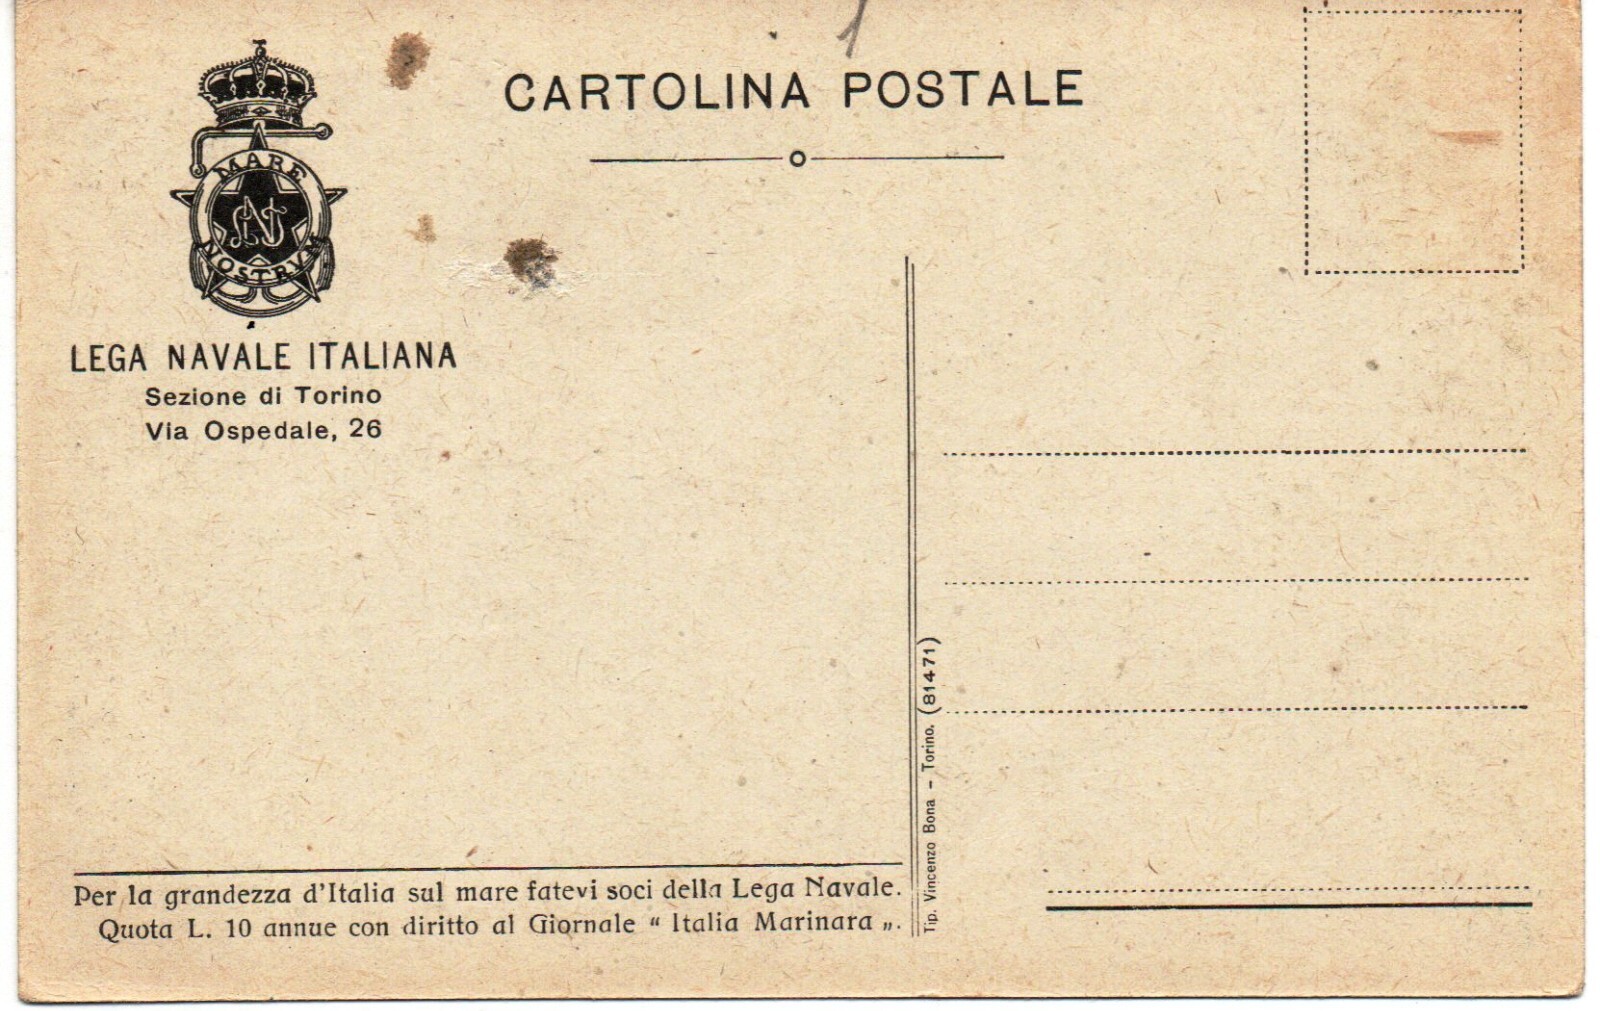 CARTOLINA POSTALE
MARE
LNI
NOSTRVM
LEGA NAVALE ITALIANA
Sezione di Torino
Via Ospedale, 26
Per la grandezza d'Italia sul mare fatevi soci della Lega Navale.
Quota L. 10 annue con diritto al Giornale “ Italia Marinara „.
Tip. Vincenzo Bona - Torino. (81471)